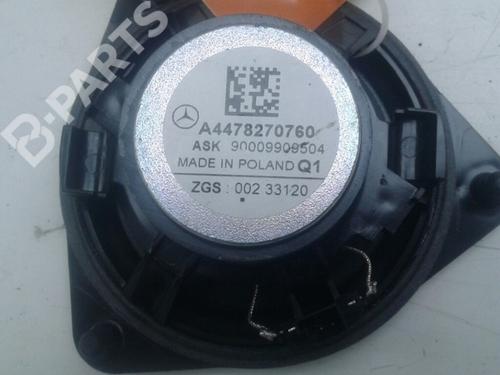 B-PARTS
A4478270760
ASK 90009909504
MADE IN POLAND Q1
ZGS : 002 33120